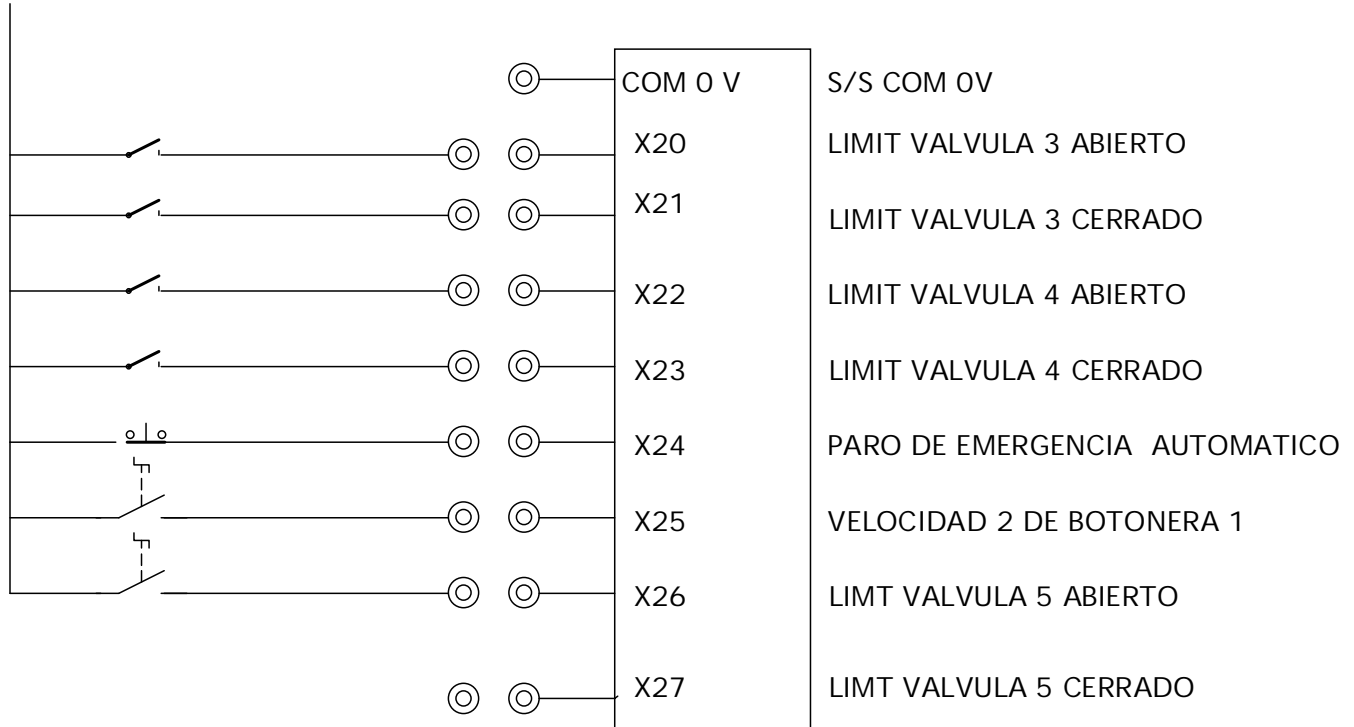 COM 0 V S/S COM 0V
X20 LIMIT VALVULA 3 ABIERTO
X21 LIMIT VALVULA 3 CERRADO
X22 LIMIT VALVULA 4 ABIERTO
X23 LIMIT VALVULA 4 CERRADO
X24 PARO DE EMERGENCIA AUTOMATICO
X25 VELOCIDAD 2 DE BOTONERA 1
X26 LIMT VALVULA 5 ABIERTO
X27 LIMT VALVULA 5 CERRADO